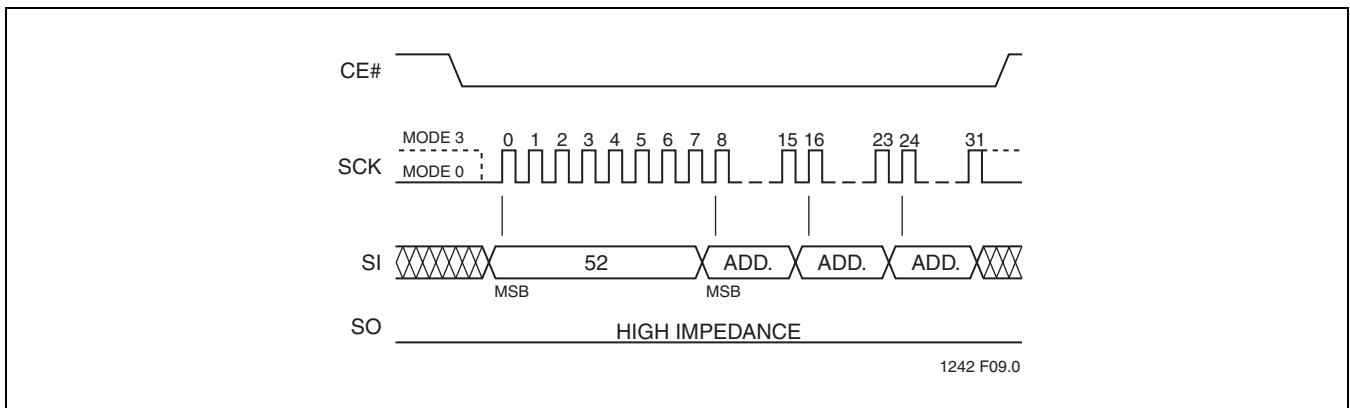 CE#
MODE 3
0 1 2 3 4 5 6 7 8 15 16 23 24 31
SCK
MODE 0
SI
52 ADD. ADD. ADD.
MSB MSB
SO
HIGH IMPEDANCE
1242 F09.0